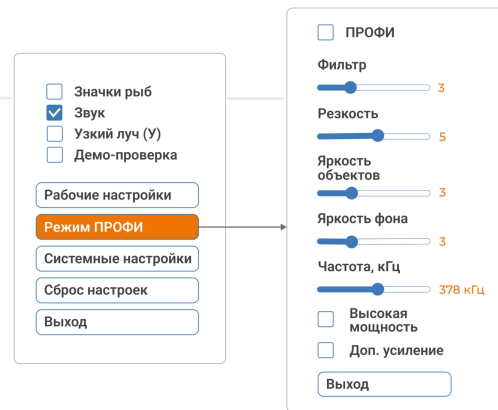 Значки рыб
Звук
Узкий луч (У)
Демо-проверка
Рабочие настройки
Режим ПРОФИ
Системные настройки
Сброс настроек
Выход
ПРОФИ
Фильтр
3
Резкость
5
Яркость
объектов
3
Яркость фона
3
Частота, кГц
378 кГц
Высокая
мощность
Доп. усиление
Выход